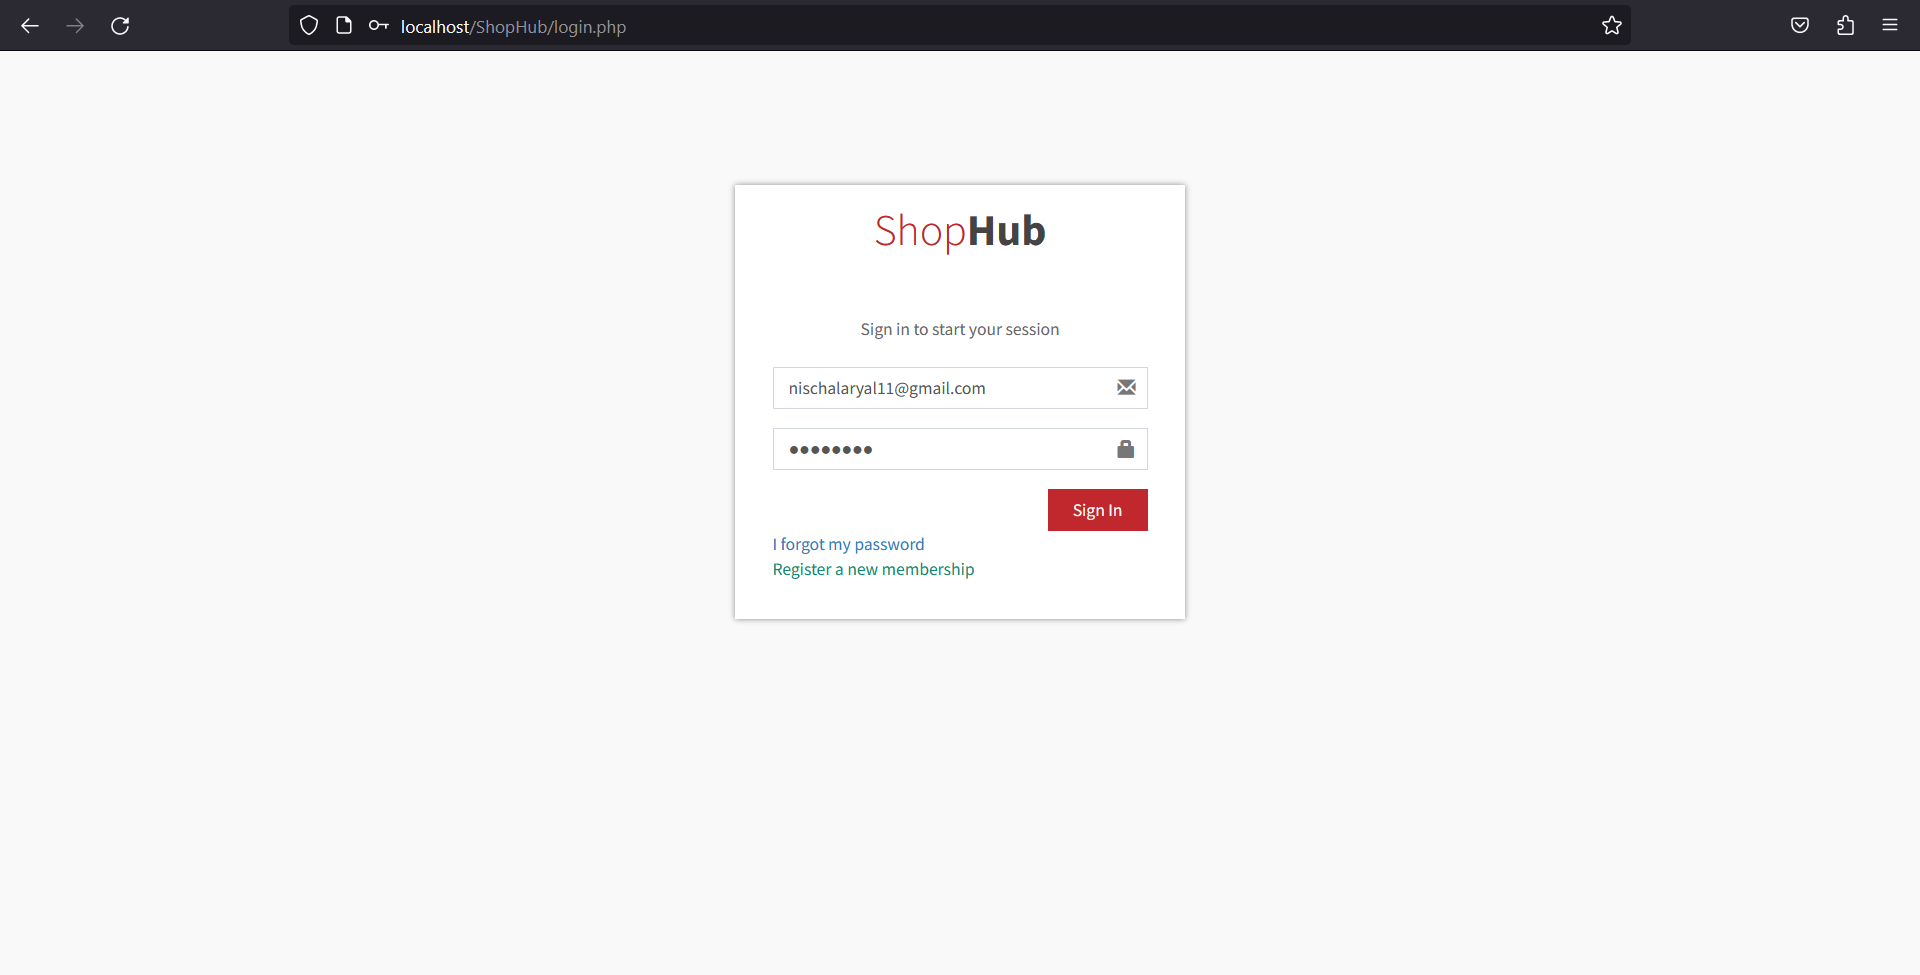 localhost/ShopHub/login.php
ShopHub
Sign in to start your session
nischalaryal11@gmail.com
••••••••
Sign In
I forgot my password
Register a new membership